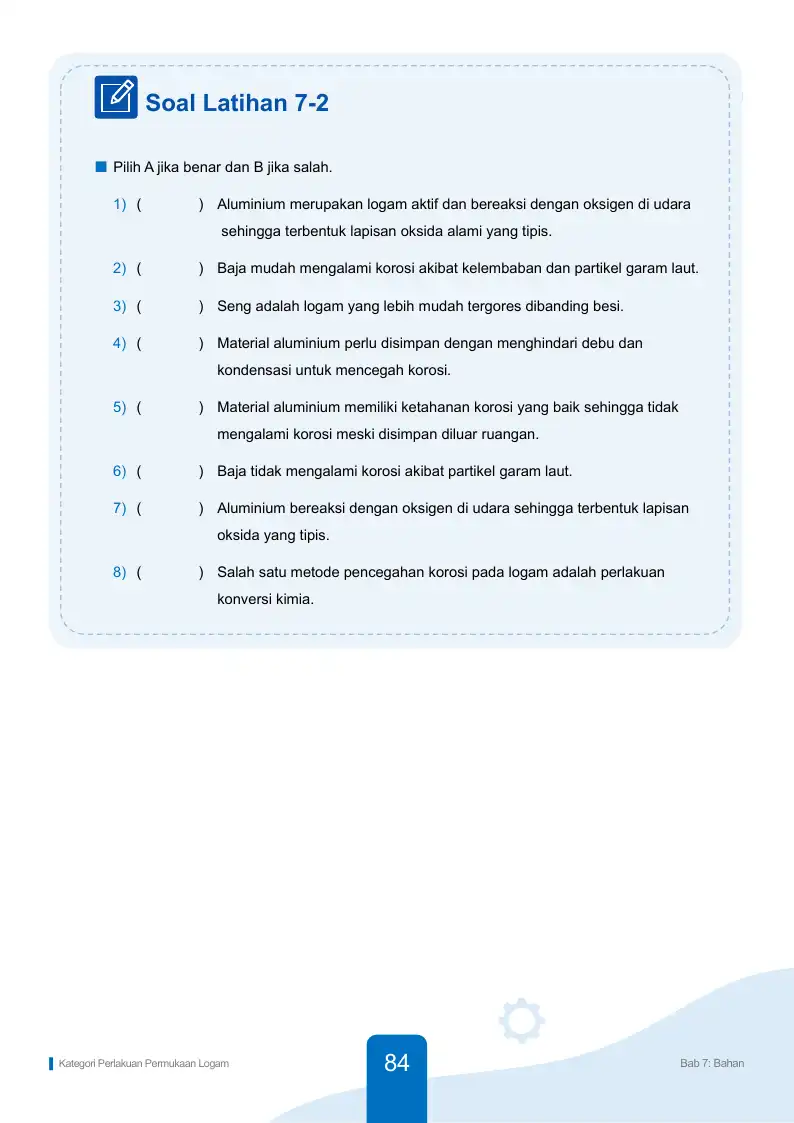 Soal Latihan 7-2
Pilih A jika benar dan B jika salah.
1) ( ) Aluminium merupakan logam aktif dan bereaksi dengan oksigen di udara
sehingga terbentuk lapisan oksida alami yang tipis.
2) ( ) Baja mudah mengalami korosi akibat kelembaban dan partikel garam laut.
3) ( ) Seng adalah logam yang lebih mudah tergores dibanding besi.
4) ( ) Material aluminium perlu disimpan dengan menghindari debu dan
kondensasi untuk mencegah korosi.
5) ( ) Material aluminium memiliki ketahanan korosi yang baik sehingga tidak
mengalami korosi meski disimpan diluar ruangan.
6) ( ) Baja tidak mengalami korosi akibat partikel garam laut.
7) ( ) Aluminium bereaksi dengan oksigen di udara sehingga terbentuk lapisan
oksida yang tipis.
8) ( ) Salah satu metode pencegahan korosi pada logam adalah perlakuan
konversi kimia.
Kategori Perlakuan Permukaan Logam
84
Bab 7: Bahan